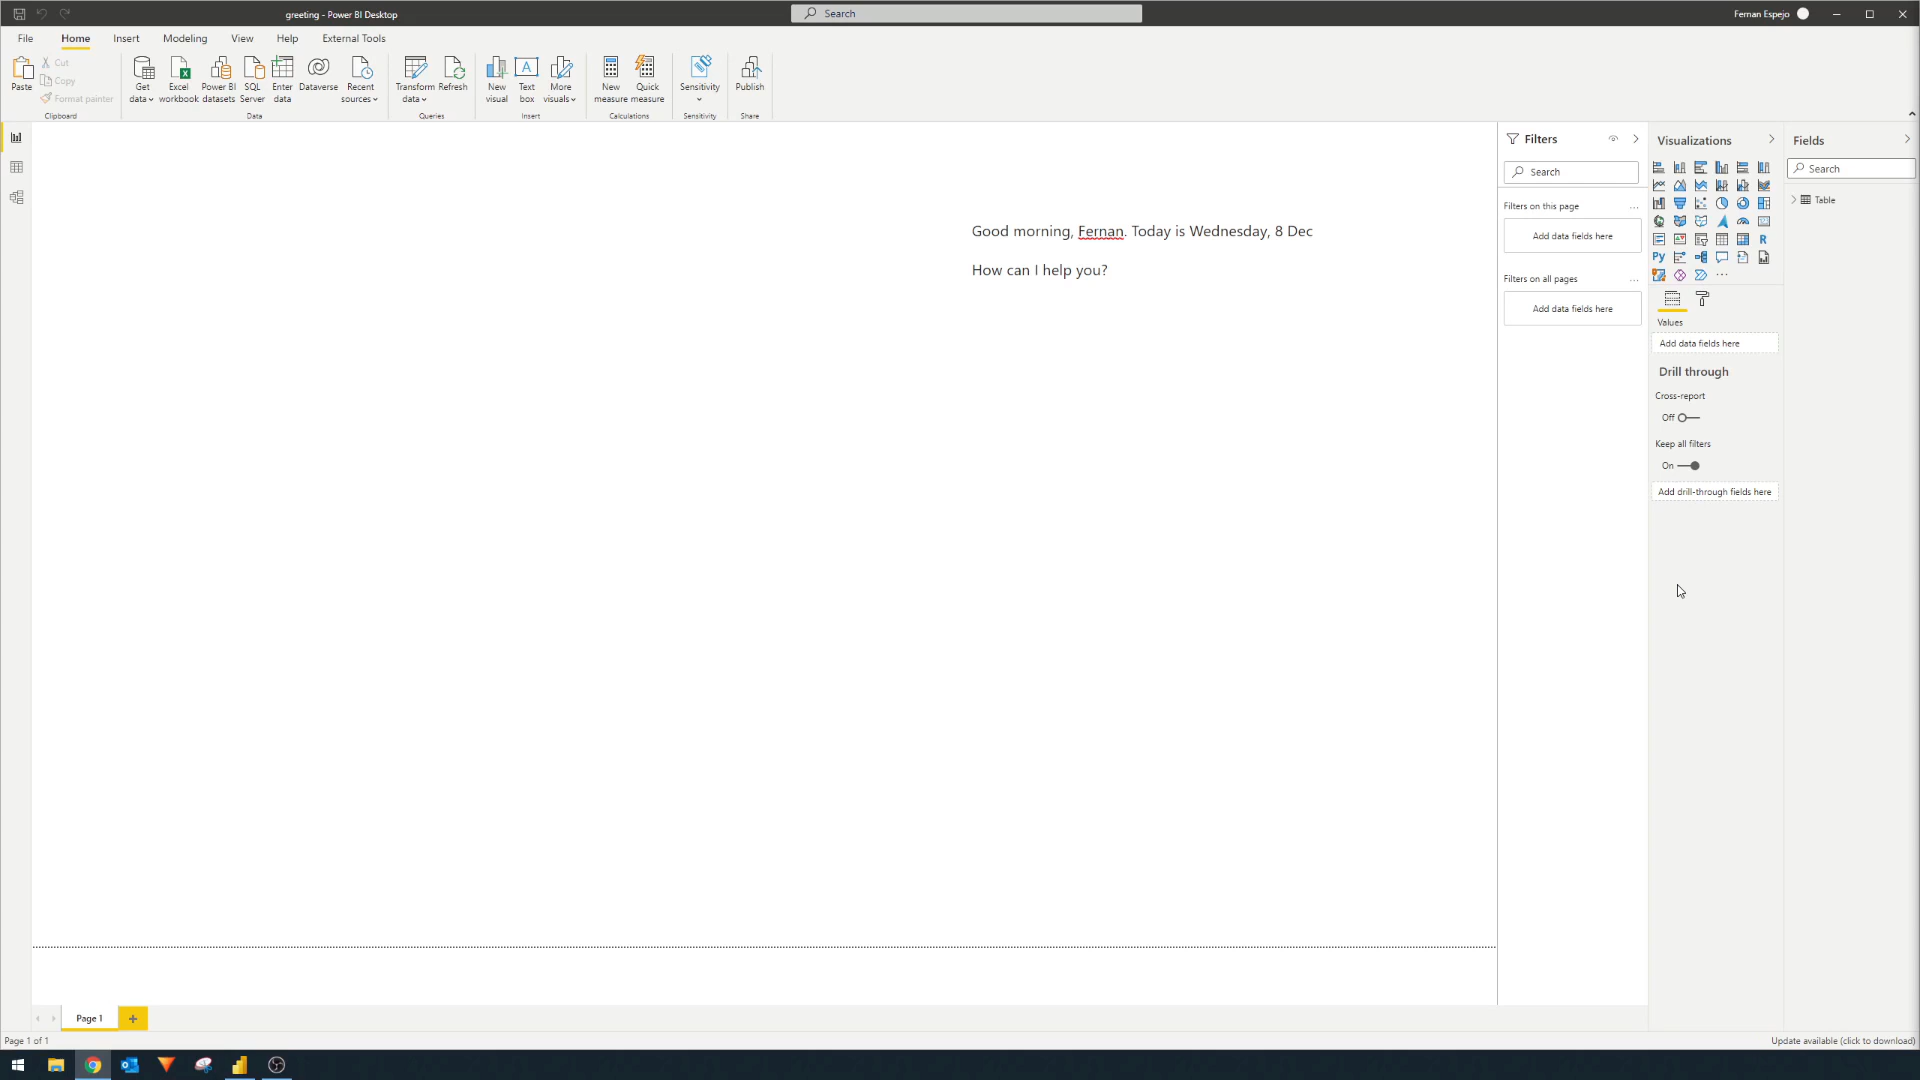 greeting - Power BI Desktop
Search
Fernan Espejo
File
Home
Insert
Modeling
View
Help
External Tools
Paste
Cut
Copy
Format painter
Clipboard
Get data
Excel workbook
Power BI datasets
SQL Server
Enter data
Dataverse
Recent sources
Data
Transform data
Refresh
Queries
New visual
Text box
More visuals
Insert
New measure
Quick measure
Calculations
Sensitivity
Sensitivity
Publish
Share
Good morning, Fernan. Today is Wednesday, 8 Dec
How can I help you?
Filters
Search
Filters on this page
...
Add data fields here
Filters on all pages
...
Add data fields here
Visualizations
R
Py
...
Values
Add data fields here
Drill through
Cross-report
Off
Keep all filters
On
Add drill-through fields here
Fields
Search
Table
Page 1
+
Page 1 of 1
Update available (click to download)